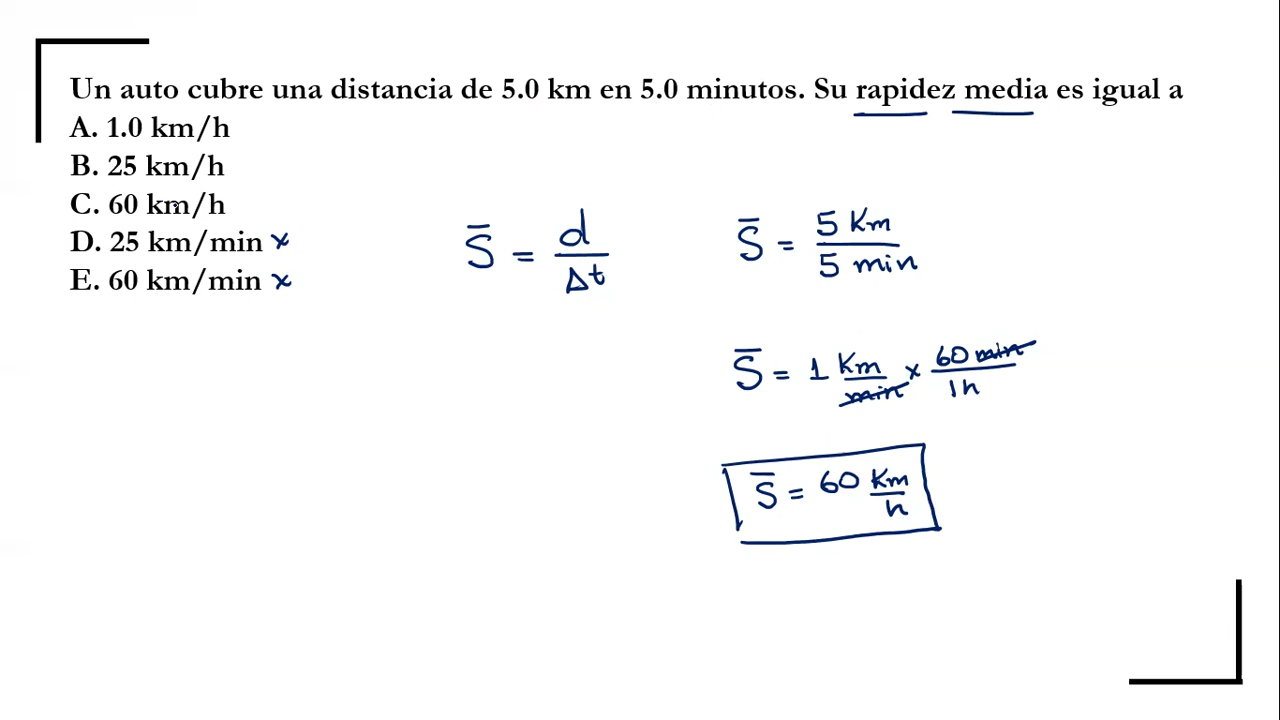 Un auto cubre una distancia de 5.0 km en 5.0 minutos. Su rapidez media es igual a
A. 1.0 km/h
B. 25 km/h
C. 60 km/h
D. 25 km/min x
E. 60 km/min x
S̄ = d / Δt
S̄ = 5 Km / 5 min
S̄ = 1 Km / min x 60 min / 1h
S̄ = 60 Km / h